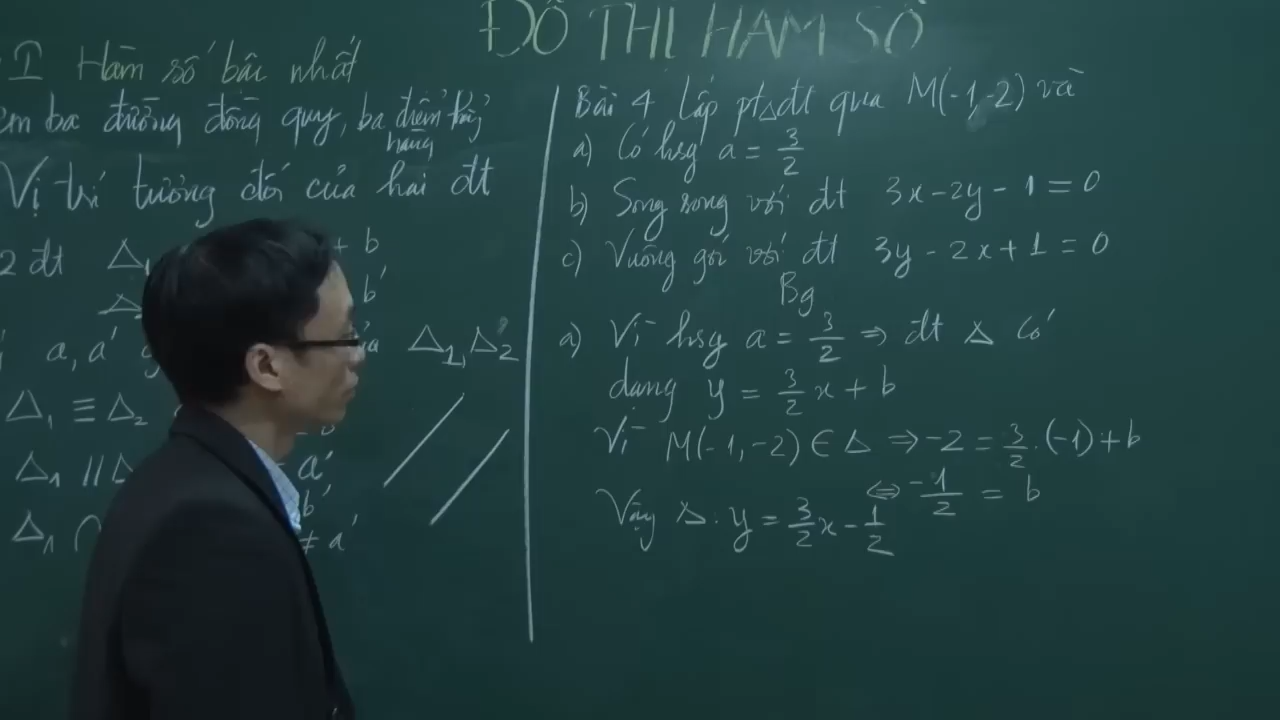 ĐỒ THỊ HÀM SỐ
I Hàm số bậc nhất
ba đường đồng quy, ba điểm
hàng
Vị trí tương đối của hai đt
2 đt Δ1 + b
Δ b'
a, a' Δ1, Δ2
Δ1 ≡ Δ2
Δ1 // Δ a'
b'
Δ1 ∩ ≠ a'
Bài 4 Lập pt đt Δ qua M(-1,-2) và
a) Có hsg a = 3/2
b) Song song với đt 3x - 2y - 1 = 0
c) Vuông góc với đt 3y - 2x + 1 = 0
Bg
a) Vì hsg a = 3/2 ⇒ đt Δ có
dạng y = 3/2 x + b
Vì M(-1,-2) ∈ Δ ⇒ -2 = 3/2 . (-1) + b
⇔ -1/2 = b
Vậy Δ: y = 3/2 x - 1/2